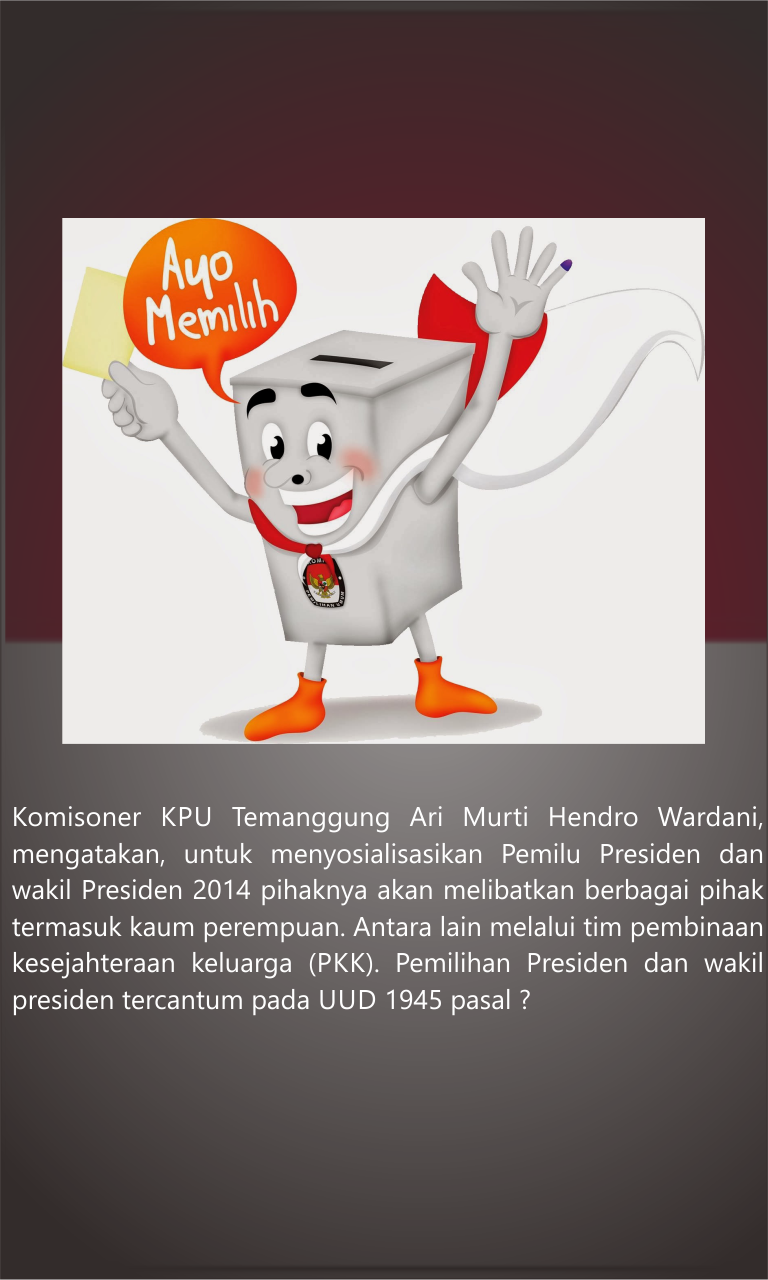 Ayo
Memilih
Komisoner KPU Temanggung Ari Murti Hendro Wardani,
mengatakan, untuk menyosialisasikan Pemilu Presiden dan
wakil Presiden 2014 pihaknya akan melibatkan berbagai pihak
termasuk kaum perempuan. Antara lain melalui tim pembinaan
kesejahteraan keluarga (PKK). Pemilihan Presiden dan wakil
presiden tercantum pada UUD 1945 pasal ?